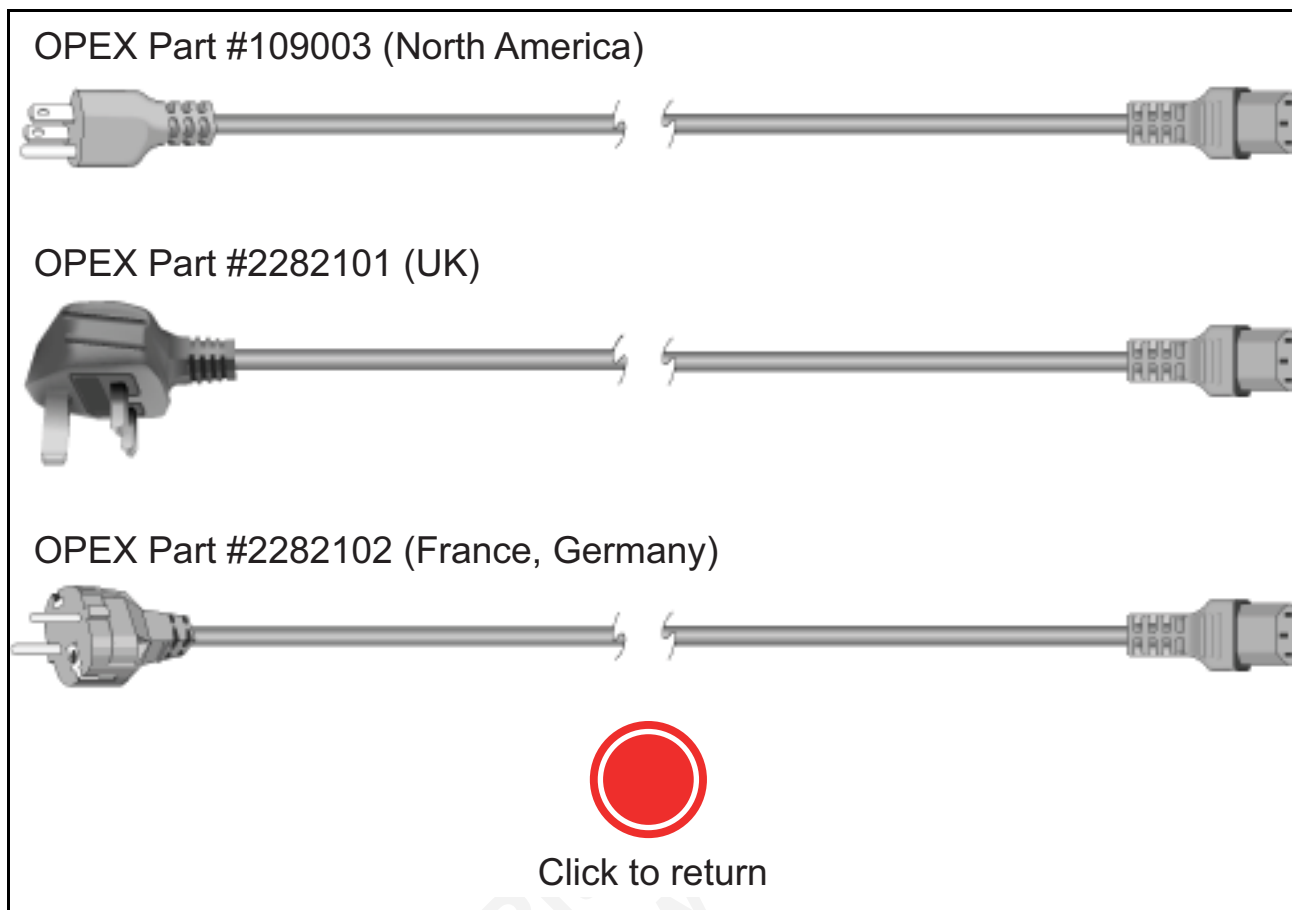 OPEX Part #109003 (North America)
OPEX Part #2282101 (UK)
OPEX Part #2282102 (France, Germany)
Click to return